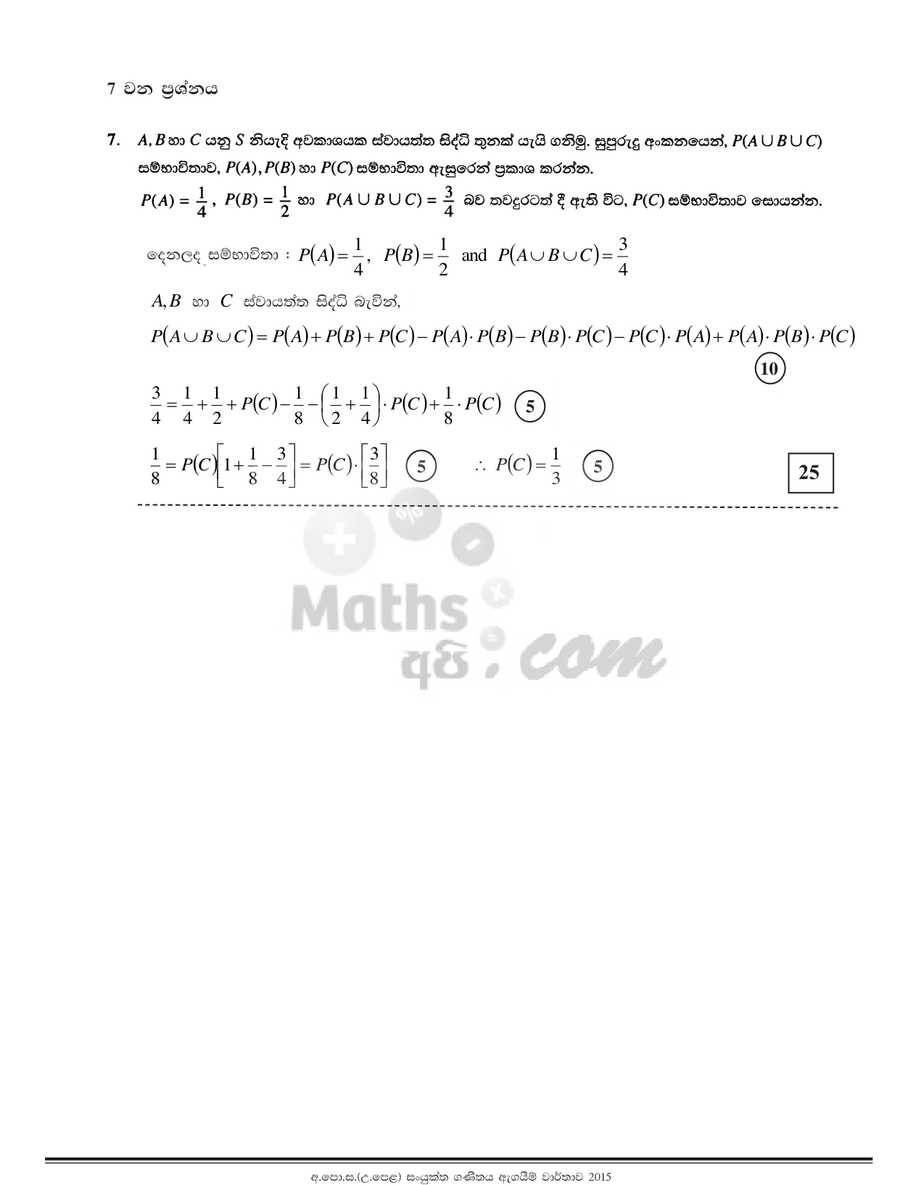 7 වන ප්‍රශ්නය
7. A, B හා C යනු S නියැදි අවකාශයක ස්වායත්ත සිද්ධි තුනක් යැයි ගනිමු. සුපුරුදු අංකනයෙන්, P(A ∪ B ∪ C)
සම්භාවිතාව, P(A), P(B) හා P(C) සම්භාවිතා ඇසුරෙන් ප්‍රකාශ කරන්න.
P(A) = 1/4 , P(B) = 1/2 හා P(A ∪ B ∪ C) = 3/4 බව තවදුරටත් දී ඇති විට, P(C) සම්භාවිතාව සොයන්න.
දෙනලද සම්භාවිතා : P(A) = 1/4 , P(B) = 1/2 and P(A ∪ B ∪ C) = 3/4
A, B හා C ස්වායත්ත සිද්ධි බැවින්,
P(A ∪ B ∪ C) = P(A) + P(B) + P(C) − P(A)· P(B) − P(B)· P(C) − P(C)· P(A) + P(A)· P(B)· P(C)
10
3/4 = 1/4 + 1/2 + P(C) − 1/8 − (1/2 + 1/4)· P(C) + 1/8 · P(C) 5
1/8 = P(C)[1 + 1/8 − 3/4] = P(C)·[3/8] 5 ∴ P(C) = 1/3 5 25
Maths
අපි . com
අ.පො.ස.(උ.පෙළ) සංයුක්ත ගණිතය ඇගයීම් වාර්තාව 2015